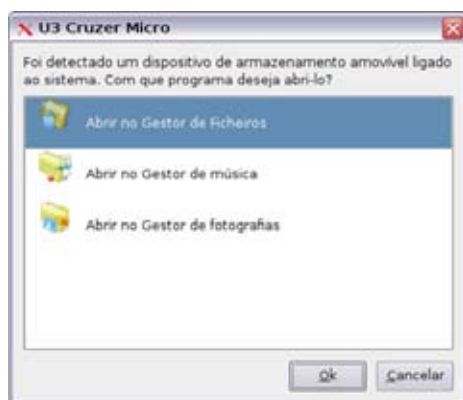 U3 Cruzer Micro
Foi detectado um dispositivo de armazenamento amovível ligado
ao sistema. Com que programa deseja abri-lo?
Abrir no Gestor de Ficheiros
Abrir no Gestor de música
Abrir no Gestor de fotografias
Ok
Cancelar